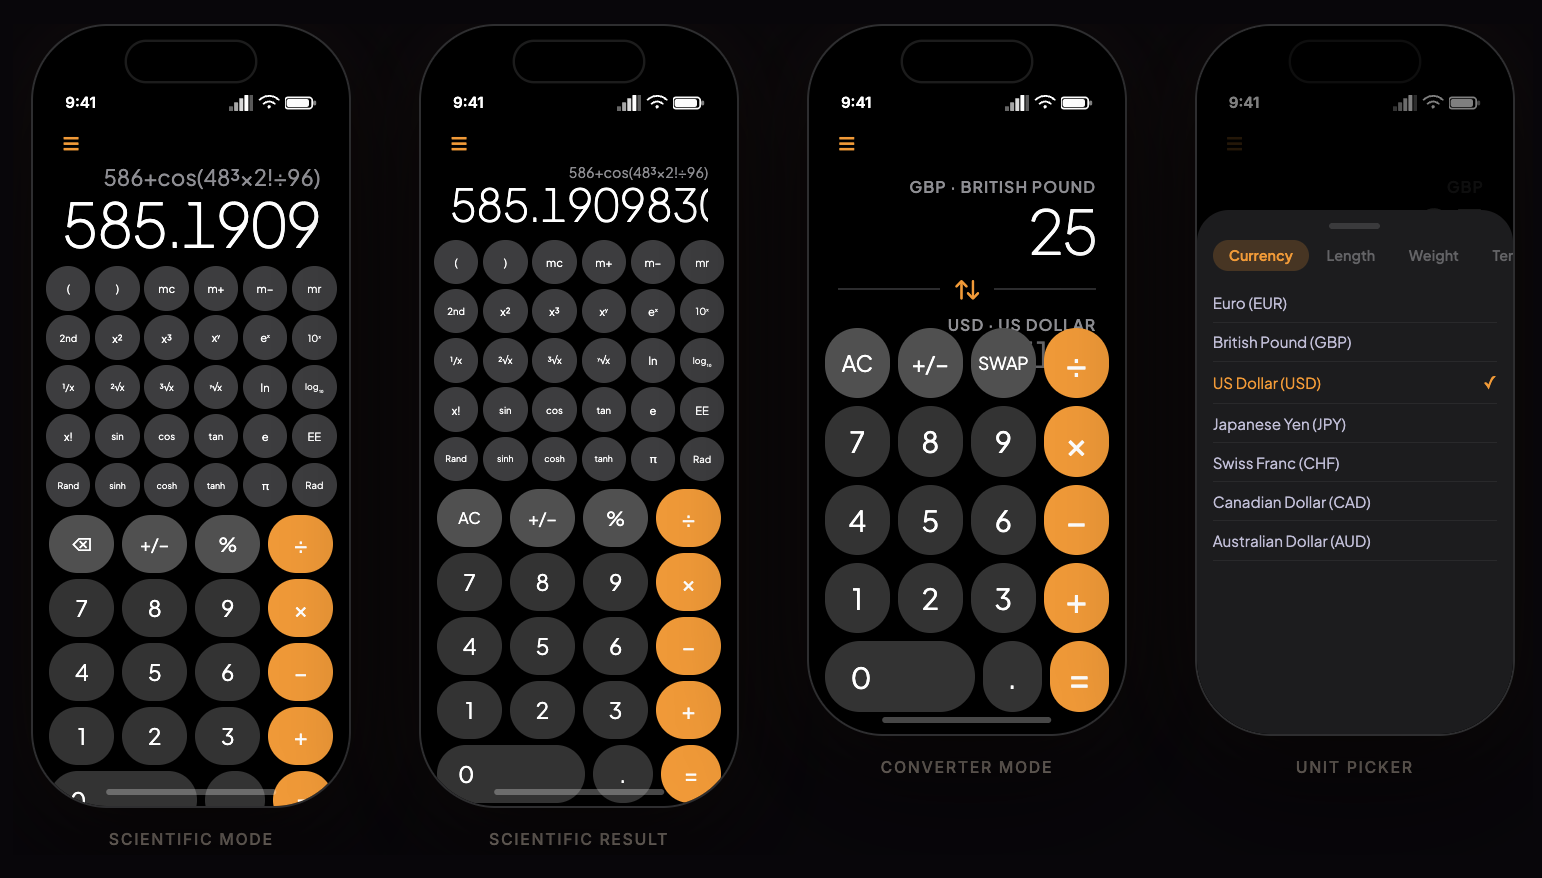 9:41
586+cos(48³×2!÷96)
585.1909
( ) mc m+ m− mr
2nd x² x³ xʸ eˣ 10ˣ
¹/x ²√x ³√x ʸ√x ln log₁₀
x! sin cos tan e EE
Rand sinh cosh tanh π Rad
+/− % ÷
7 8 9 ×
4 5 6 −
1 2 3 +
0
SCIENTIFIC MODE
9:41
586+cos(48³×2!÷96)
585.1909830
( ) mc m+ m− mr
2nd x² x³ xʸ eˣ 10ˣ
¹/x ²√x ³√x ʸ√x ln log₁₀
x! sin cos tan e EE
Rand sinh cosh tanh π Rad
AC +/− % ÷
7 8 9 ×
4 5 6 −
1 2 3 +
0 . =
SCIENTIFIC RESULT
9:41
GBP · BRITISH POUND
25
USD · US DOLLAR
AC +/− SWAP ÷
7 8 9 ×
4 5 6 −
1 2 3 +
0 . =
CONVERTER MODE
9:41
GBP
Currency Length Weight Ter
Euro (EUR)
British Pound (GBP)
US Dollar (USD) ✓
Japanese Yen (JPY)
Swiss Franc (CHF)
Canadian Dollar (CAD)
Australian Dollar (AUD)
UNIT PICKER